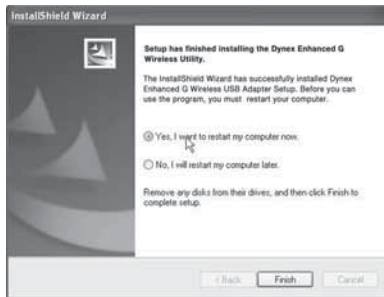 InstallShield Wizard
Setup has finished installing the Dynex Enhanced G
Wireless Utility.
The InstallShield Wizard has successfully installed Dynex
Enhanced G Wireless USB Adapter Setup. Before you can
use the program, you must restart your computer.
Yes, I want to restart my computer now.
No, I will restart my computer later.
Remove any disks from their drives, and then click Finish to
complete setup.
< Back
Finish
Cancel